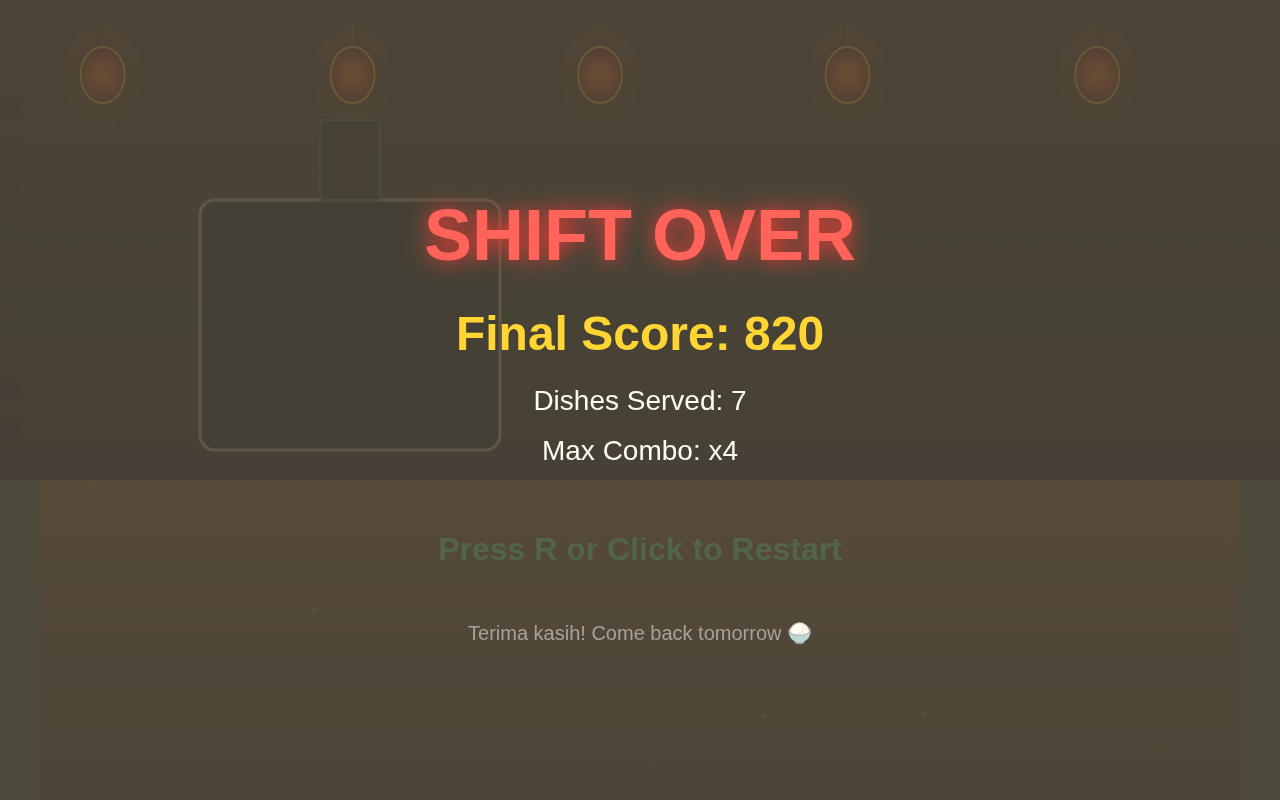 SHIFT OVER
Final Score: 820
Dishes Served: 7
Max Combo: x4
Press R or Click to Restart
Terima kasih! Come back tomorrow 🍚